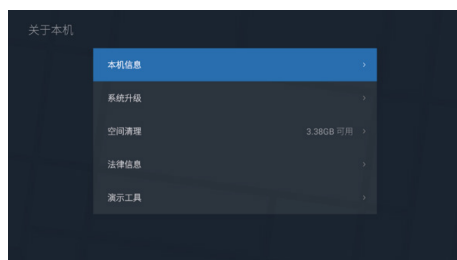 关于本机
本机信息
系统升级
空间清理 3.38GB 可用
法律信息
演示工具